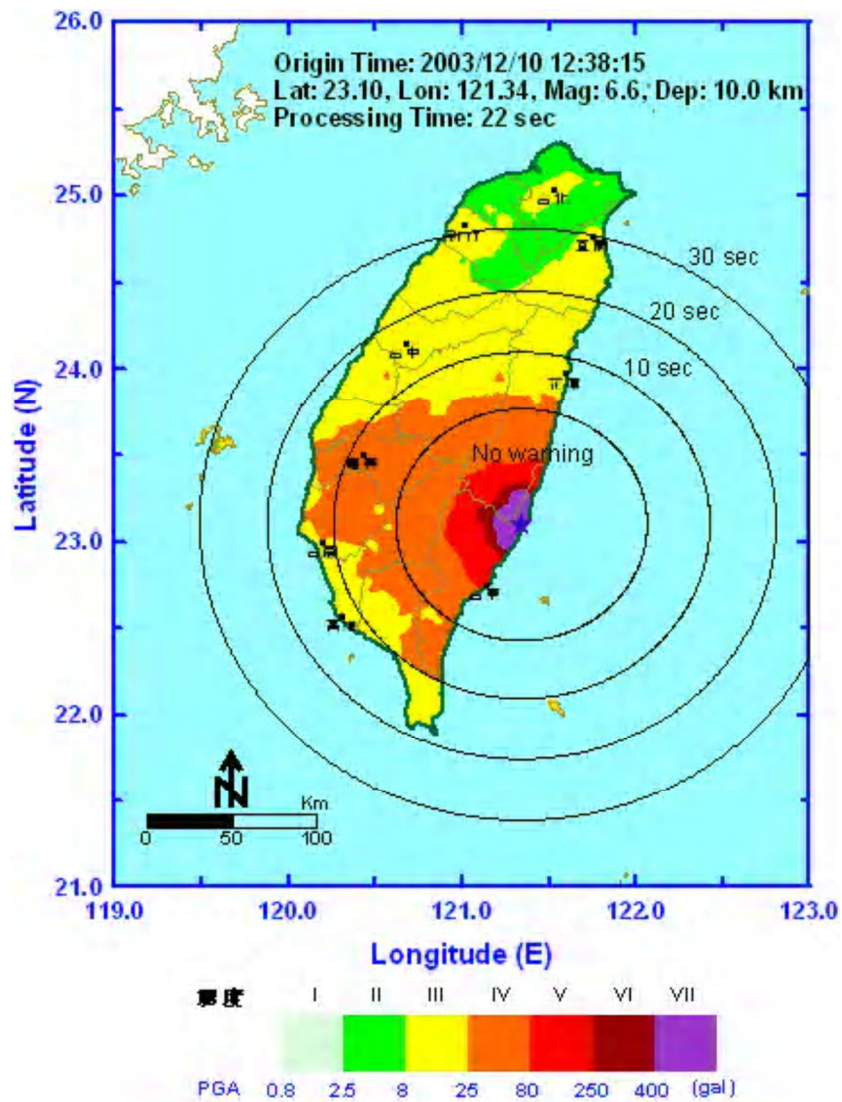 26.0
Origin Time: 2003/12/10 12:38:15
Lat: 23.10, Lon: 121.34, Mag: 6.6, Dep: 10.0 km
Processing Time: 22 sec
25.0
30 sec
20 sec
10 sec
24.0
No warning
Latitude (N)
23.0
22.0
N
Km
0 50 100
21.0
119.0 120.0 121.0 122.0 123.0
Longitude (E)
震度 I II III IV V VI VII
PGA 0.8 2.5 8 25 80 250 400 (gal)